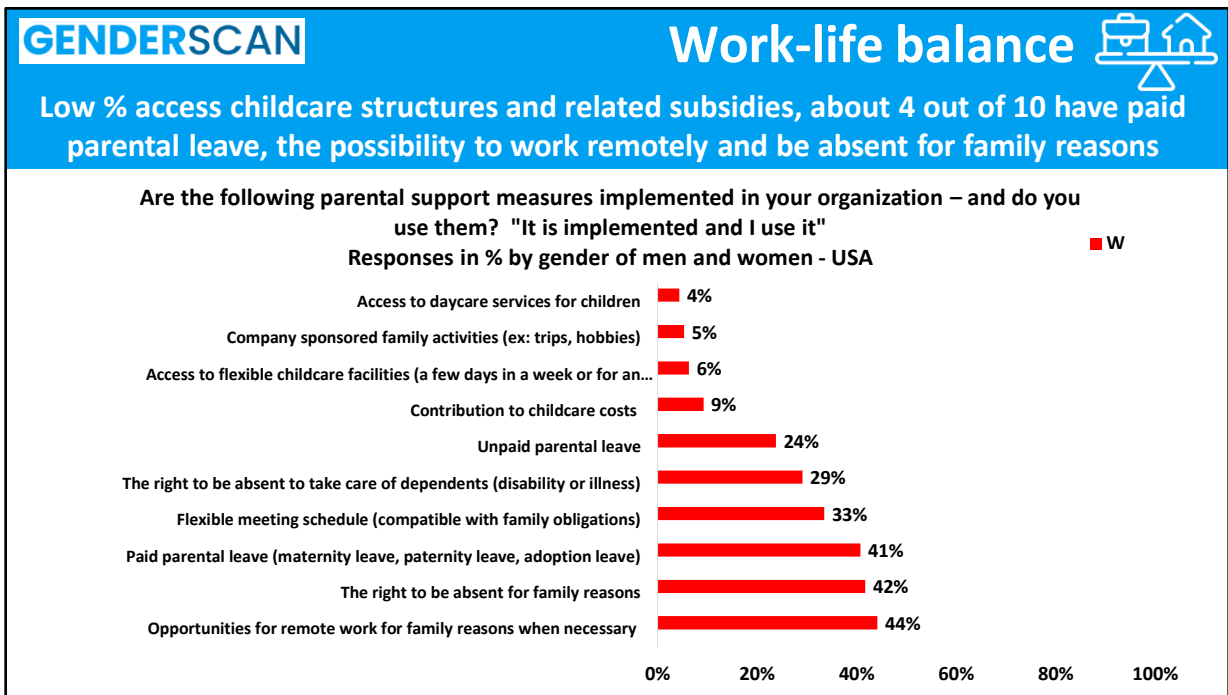 GENDERSCAN
Work-life balance
Low % access childcare structures and related subsidies, about 4 out of 10 have paid
parental leave, the possibility to work remotely and be absent for family reasons
Are the following parental support measures implemented in your organization – and do you
use them?  "It is implemented and I use it"
Responses in % by gender of men and women - USA
W
Access to daycare services for children 4%
Company sponsored family activities (ex: trips, hobbies) 5%
Access to flexible childcare facilities (a few days in a week or for an… 6%
Contribution to childcare costs 9%
Unpaid parental leave 24%
The right to be absent to take care of dependents (disability or illness) 29%
Flexible meeting schedule (compatible with family obligations) 33%
Paid parental leave (maternity leave, paternity leave, adoption leave) 41%
The right to be absent for family reasons 42%
Opportunities for remote work for family reasons when necessary 44%
0% 20% 40% 60% 80% 100%